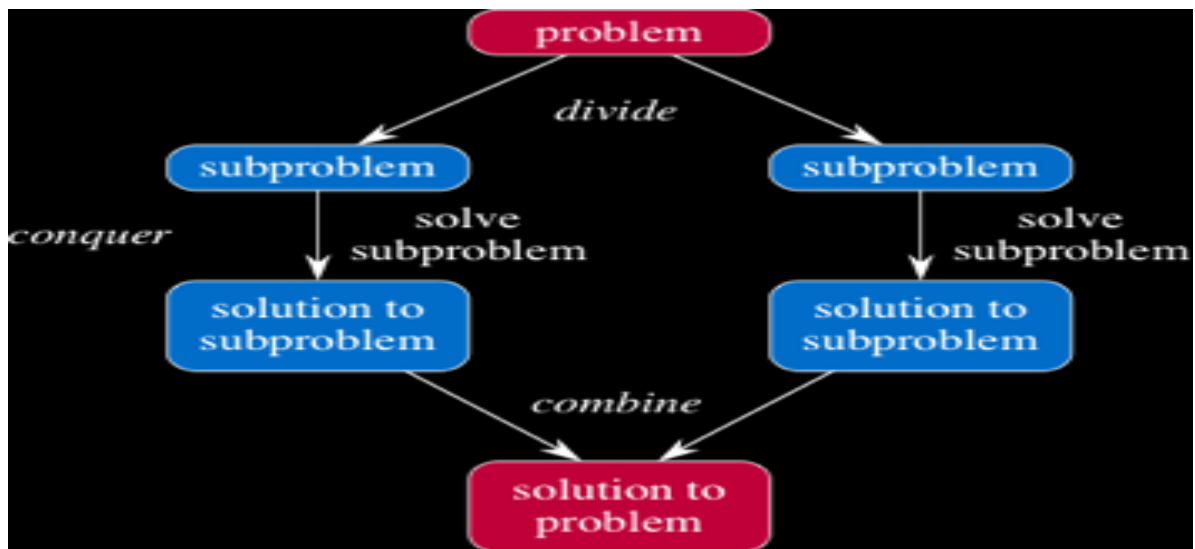 problem
divide
subproblem
subproblem
conquer
solve
subproblem
solve
subproblem
solution to
subproblem
solution to
subproblem
combine
solution to
problem